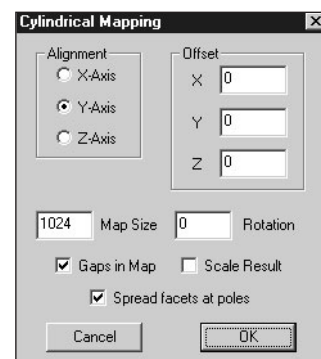 Cylindrical Mapping
Alignment
X-Axis
Y-Axis
Z-Axis
Offset
X 0
Y 0
Z 0
1024 Map Size 0 Rotation
Gaps in Map Scale Result
Spread facets at poles
Cancel OK